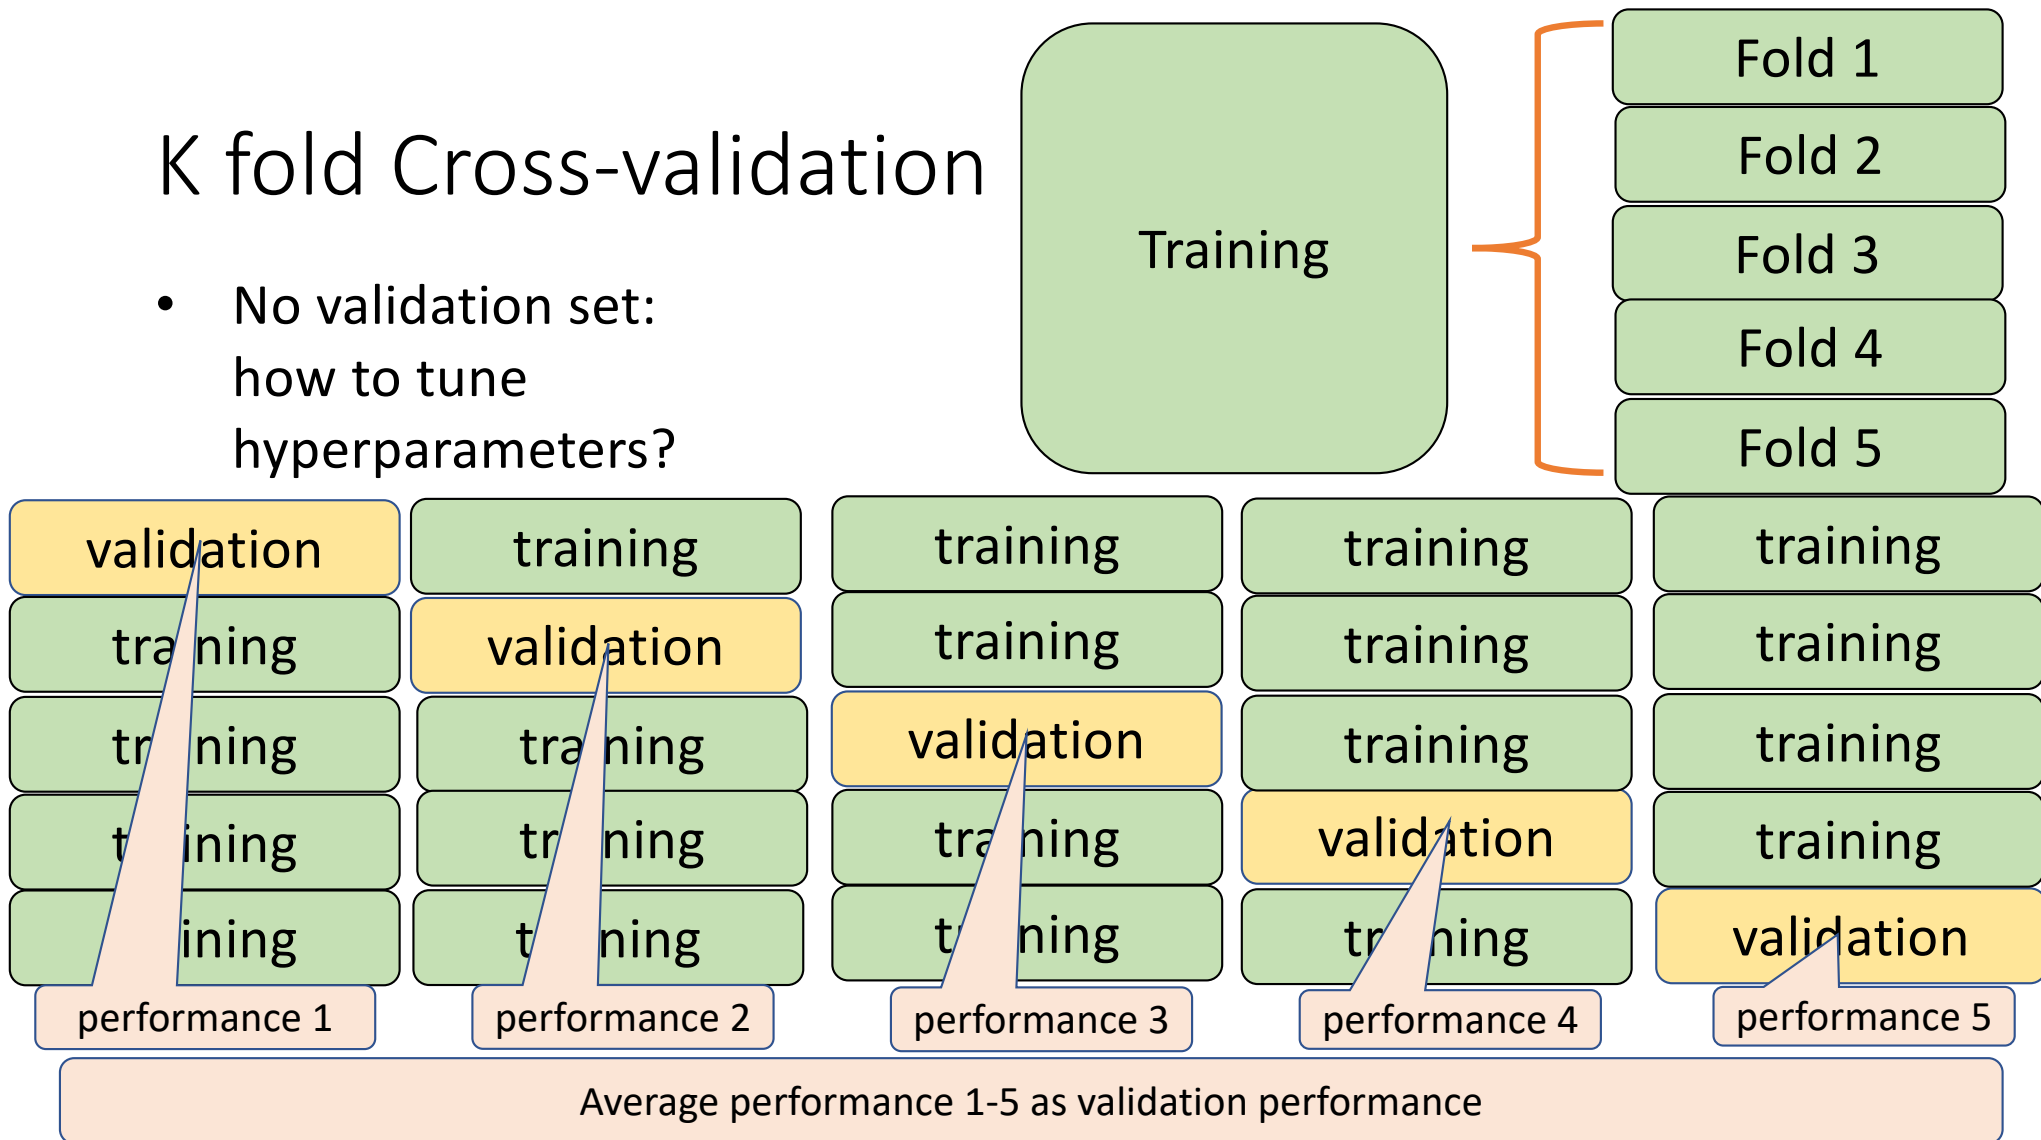 K fold Cross-validation
• No validation set:
how to tune
hyperparameters?
Training
Fold 1
Fold 2
Fold 3
Fold 4
Fold 5
validation
training
training
training
training
training
validation
training
training
training
training
training
validation
training
training
training
training
training
validation
training
training
training
training
training
validation
performance 1
performance 2
performance 3
performance 4
performance 5
Average performance 1-5 as validation performance